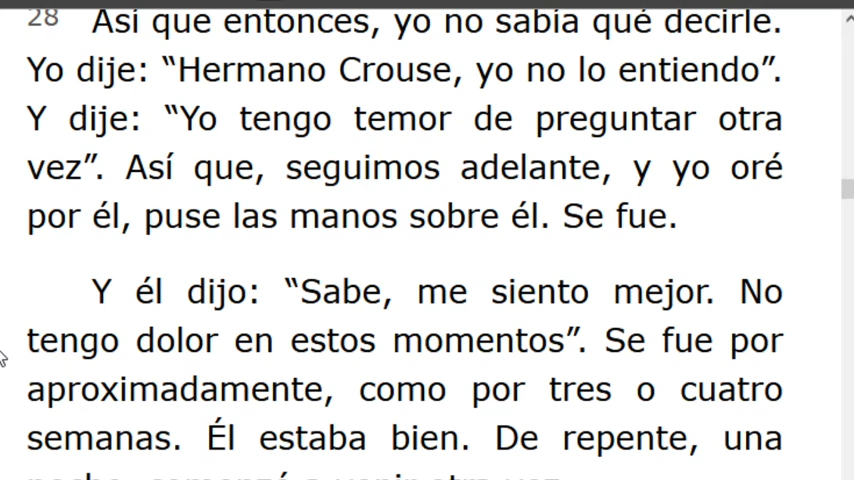 28 Así que entonces, yo no sabía qué decirle.
Yo dije: “Hermano Crouse, yo no lo entiendo”.
Y dije: “Yo tengo temor de preguntar otra
vez”. Así que, seguimos adelante, y yo oré
por él, puse las manos sobre él. Se fue.
Y él dijo: “Sabe, me siento mejor. No
tengo dolor en estos momentos”. Se fue por
aproximadamente, como por tres o cuatro
semanas. Él estaba bien. De repente, una